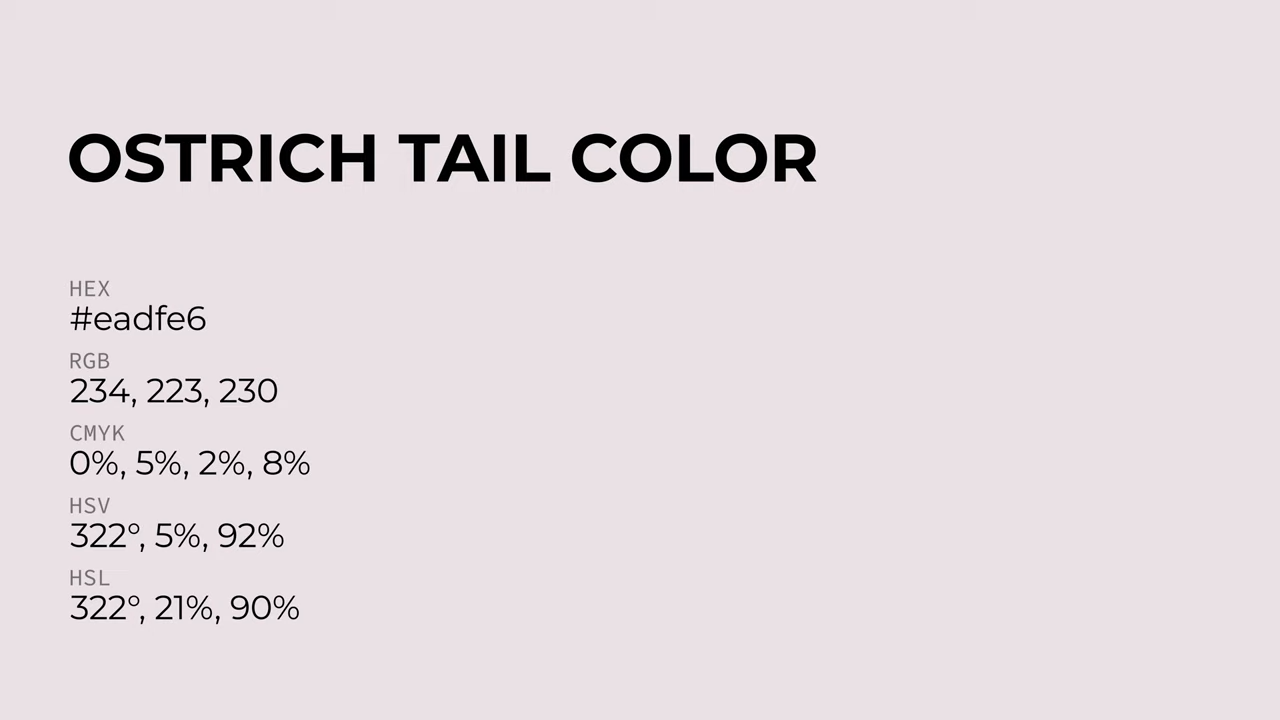 OSTRICH TAIL COLOR
HEX
#eadfe6
RGB
234, 223, 230
CMYK
0%, 5%, 2%, 8%
HSV
322°, 5%, 92%
HSL
322°, 21%, 90%